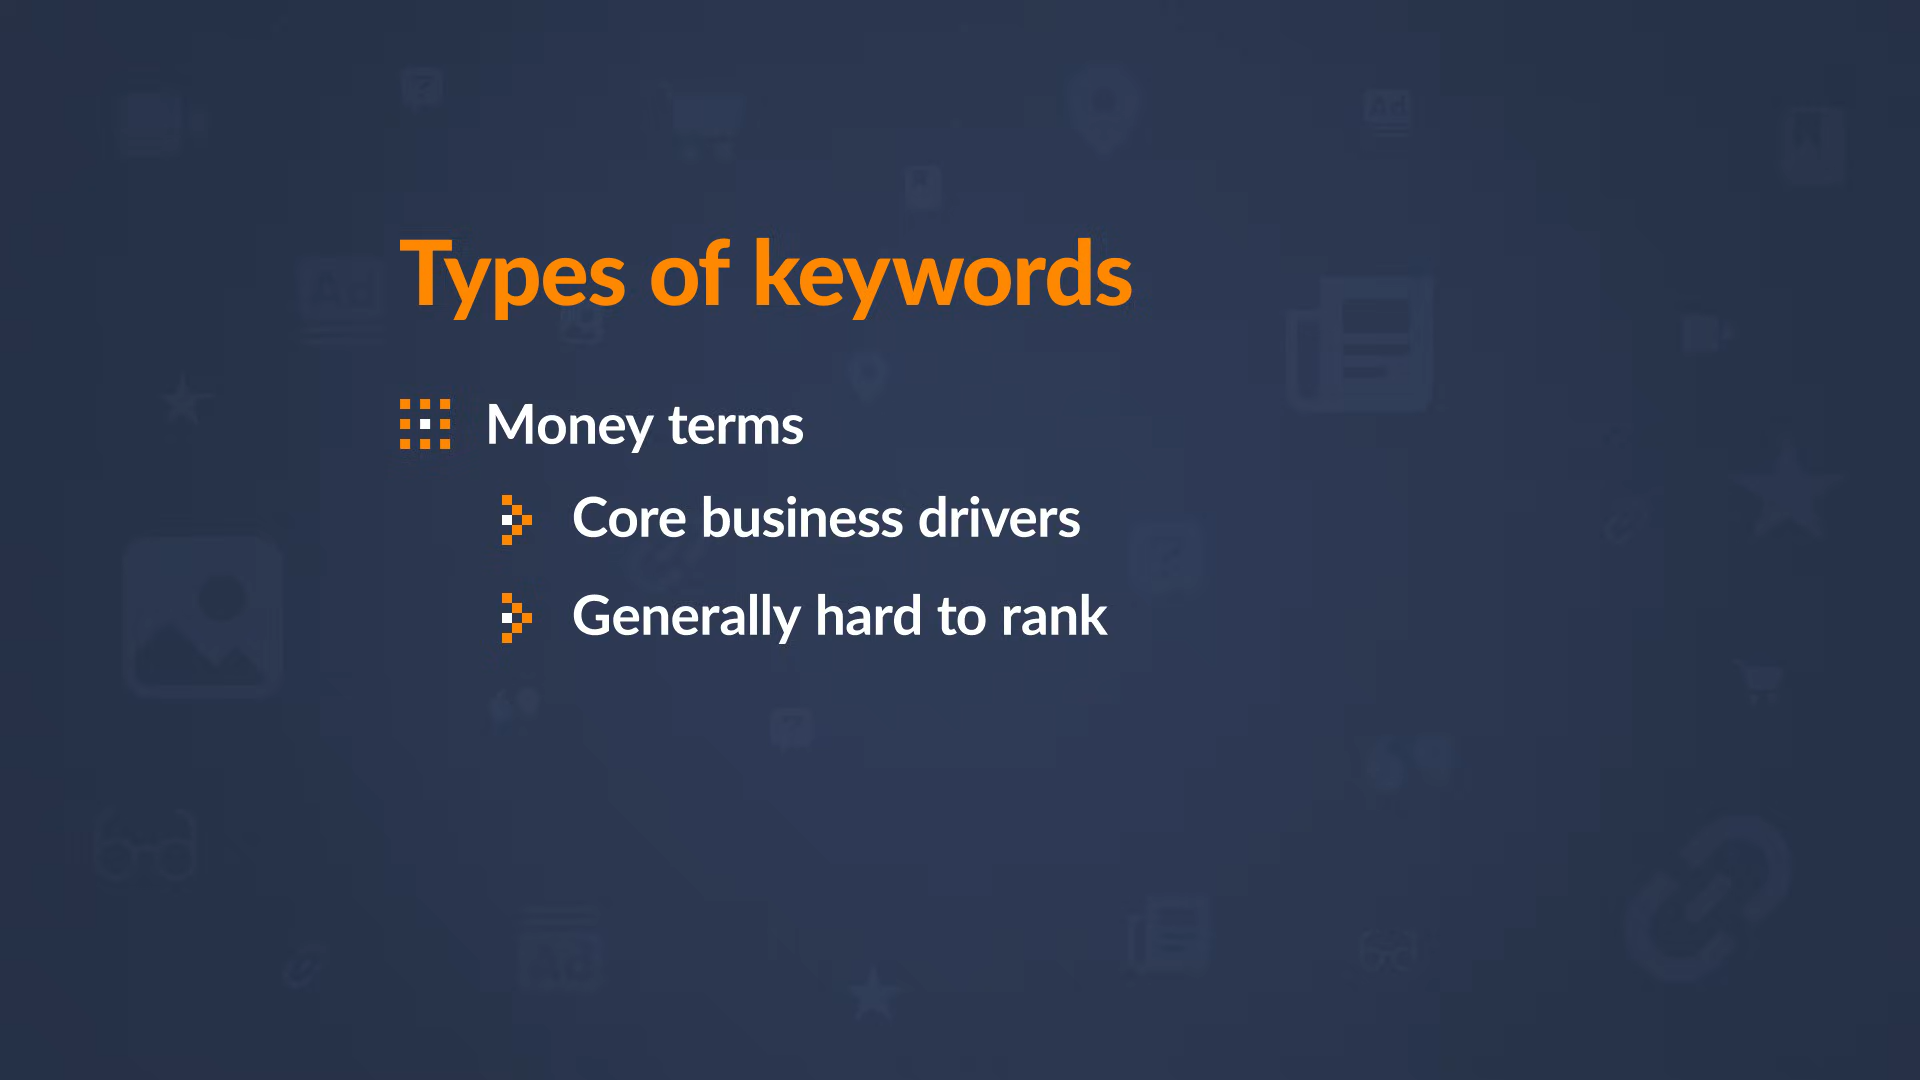 Types of keywords
Money terms
Core business drivers
Generally hard to rank